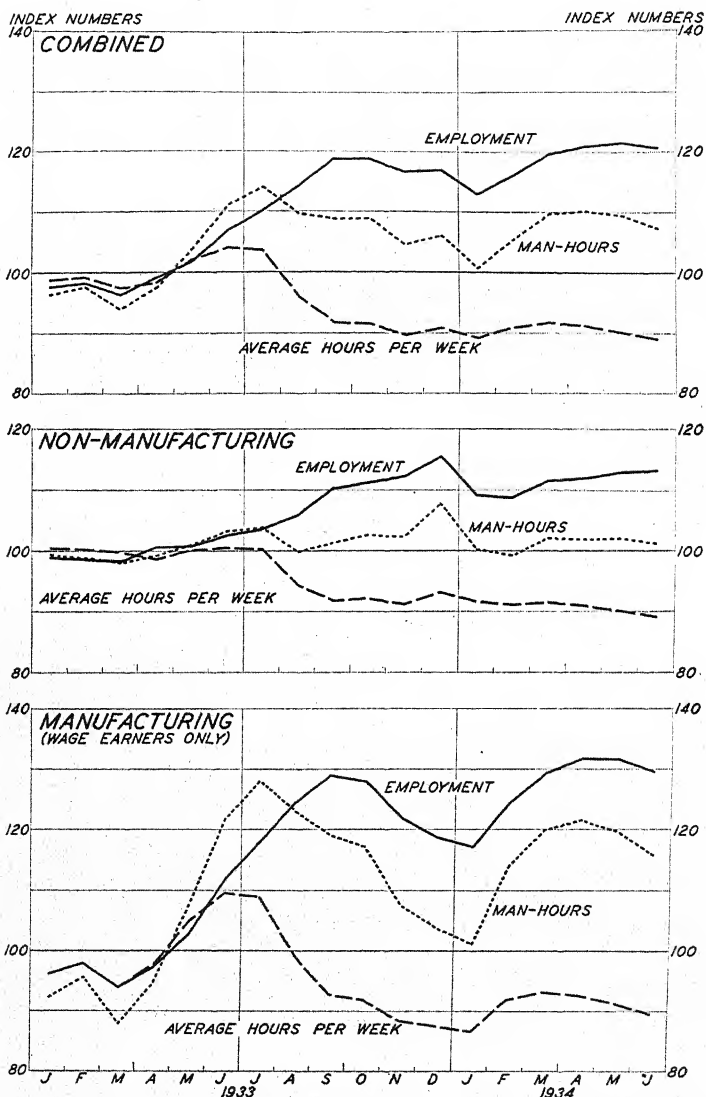 INDEX NUMBERS INDEX NUMBERS
140 140
COMBINED
EMPLOYMENT
120 120
MAN-HOURS
100 100
AVERAGE HOURS PER WEEK
80 80
120 120
NON-MANUFACTURING
EMPLOYMENT
MAN-HOURS
100 100
AVERAGE HOURS PER WEEK
80 80
140 140
MANUFACTURING
(WAGE EARNERS ONLY)
EMPLOYMENT
120 120
MAN-HOURS
100 100
AVERAGE HOURS PER WEEK
80 80
J F M A M J J A S O N D J F M A M J
1933 1934